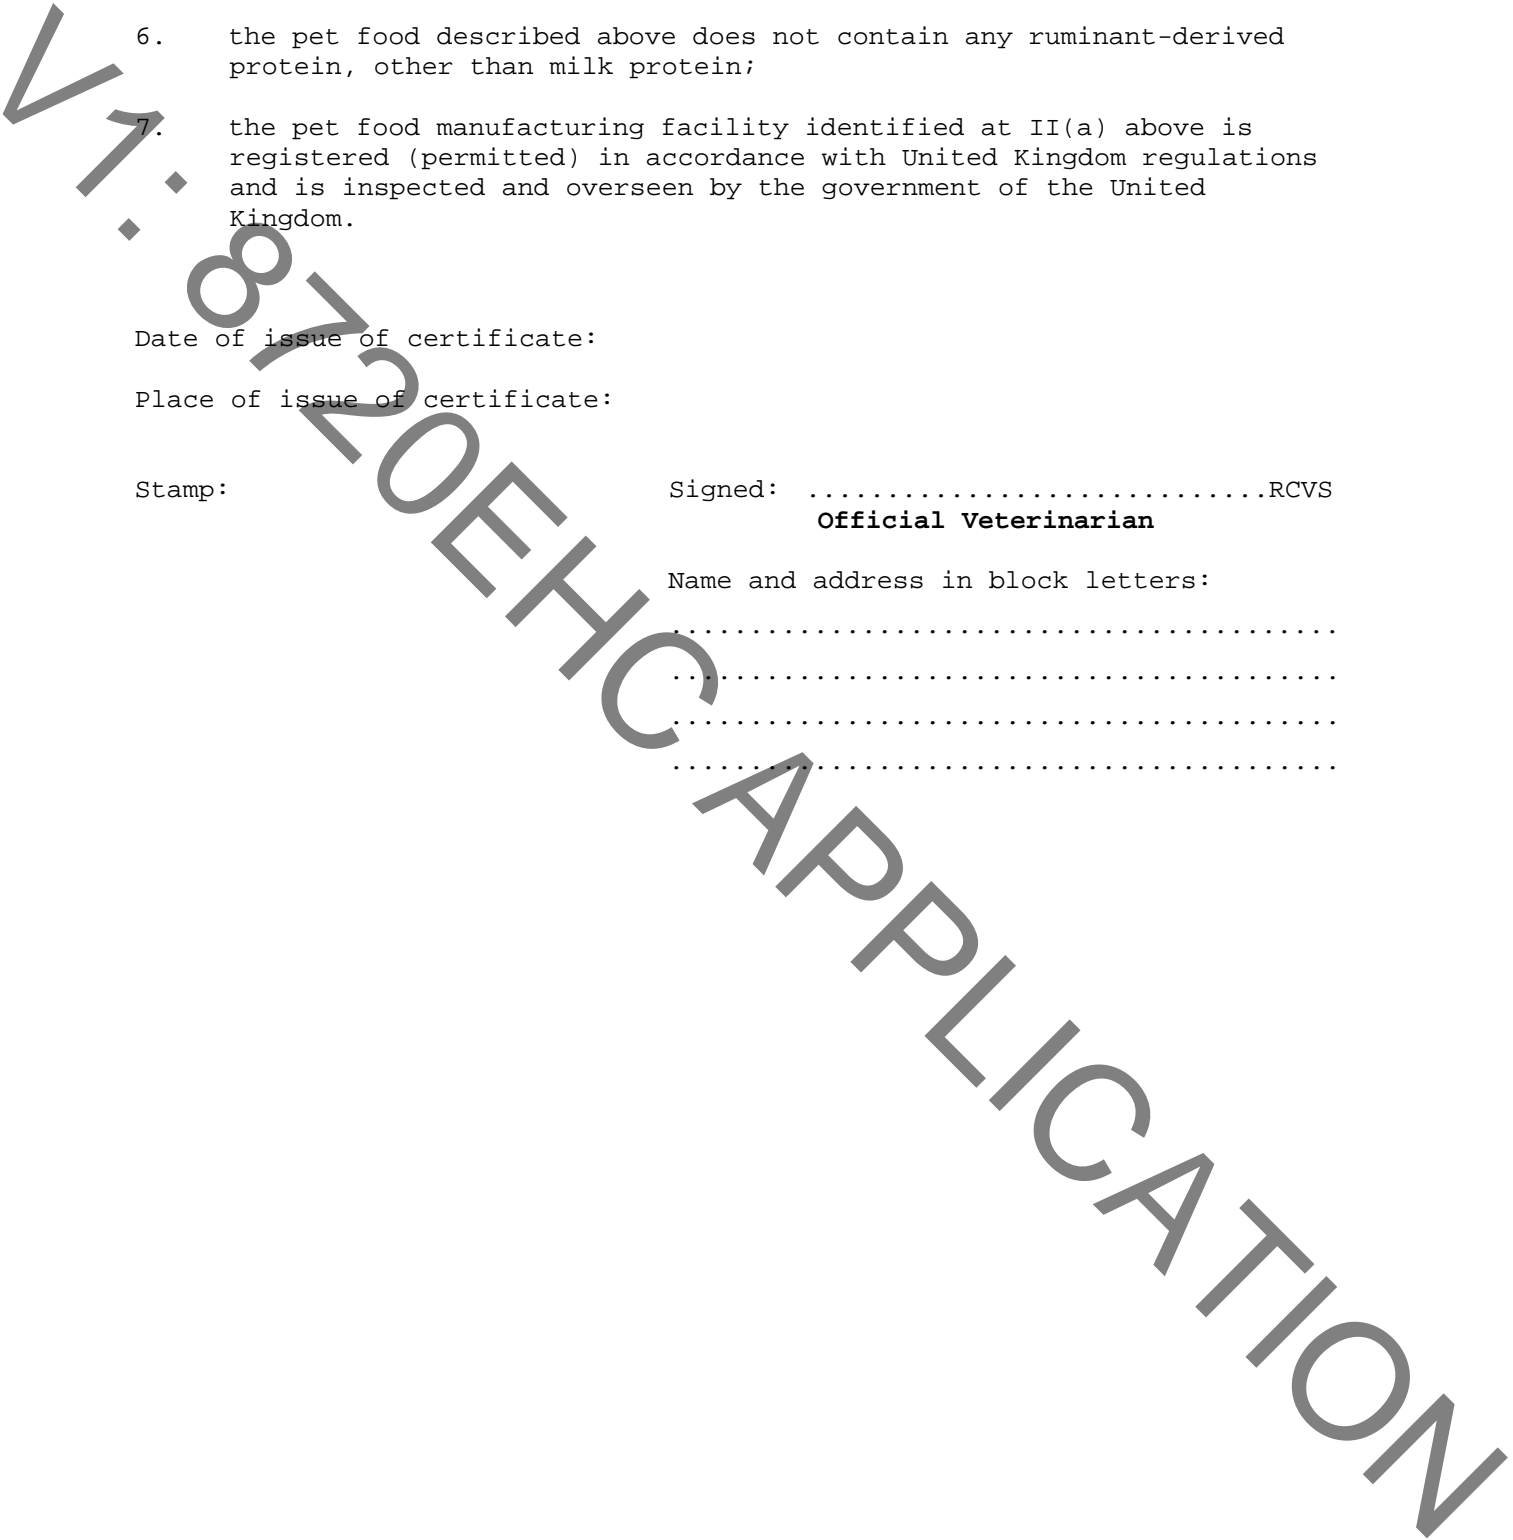 6. the pet food described above does not contain any ruminant-derived
protein, other than milk protein;
7. the pet food manufacturing facility identified at II(a) above is
registered (permitted) in accordance with United Kingdom regulations
and is inspected and overseen by the government of the United
Kingdom.
Date of issue of certificate:
Place of issue of certificate:
Stamp: Signed: .............................RCVS
Official Veterinarian
Name and address in block letters:
..........................................
..........................................
..........................................
..........................................
V1: 8720EHC APPLICATION